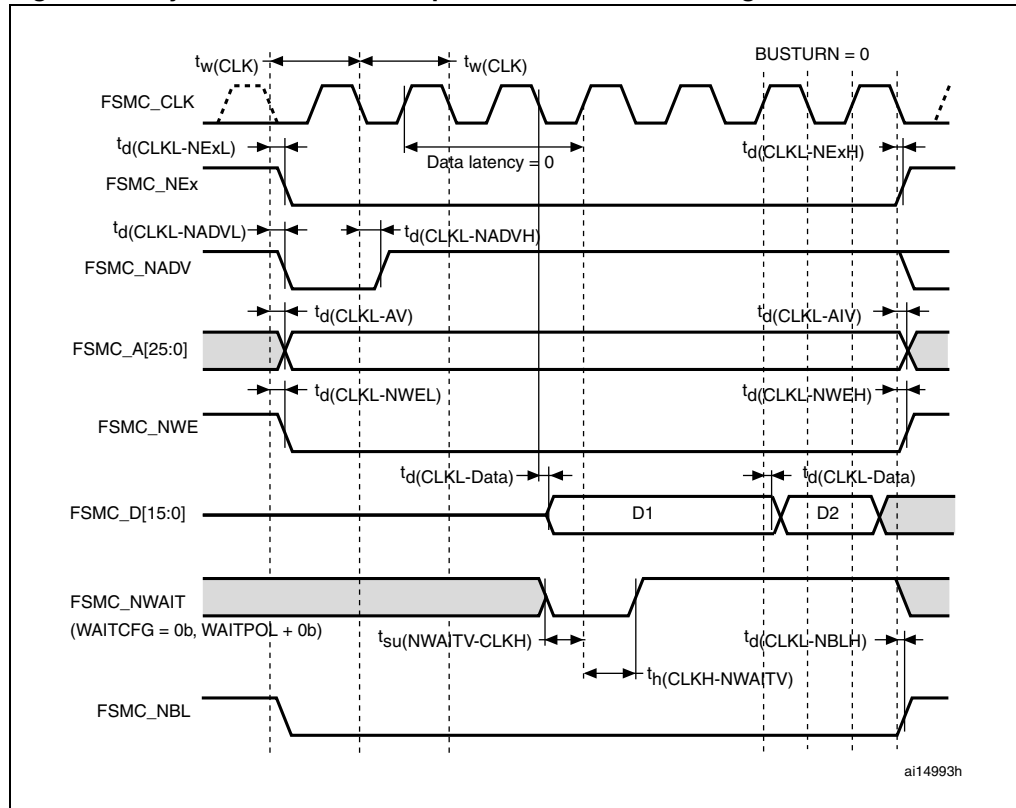 BUSTURN = 0
tw(CLK) tw(CLK)
FSMC_CLK
td(CLKL-NExL) Data latency = 0 td(CLKL-NExH)
FSMC_NEx
td(CLKL-NADVL) td(CLKL-NADVH)
FSMC_NADV
td(CLKL-AV) td(CLKL-AIV)
FSMC_A[25:0]
td(CLKL-NWEL) td(CLKL-NWEH)
FSMC_NWE
td(CLKL-Data) td(CLKL-Data)
FSMC_D[15:0] D1 D2
FSMC_NWAIT
(WAITCFG = 0b, WAITPOL + 0b)
tsu(NWAITV-CLKH) td(CLKL-NBLH)
th(CLKH-NWAITV)
FSMC_NBL
ai14993h